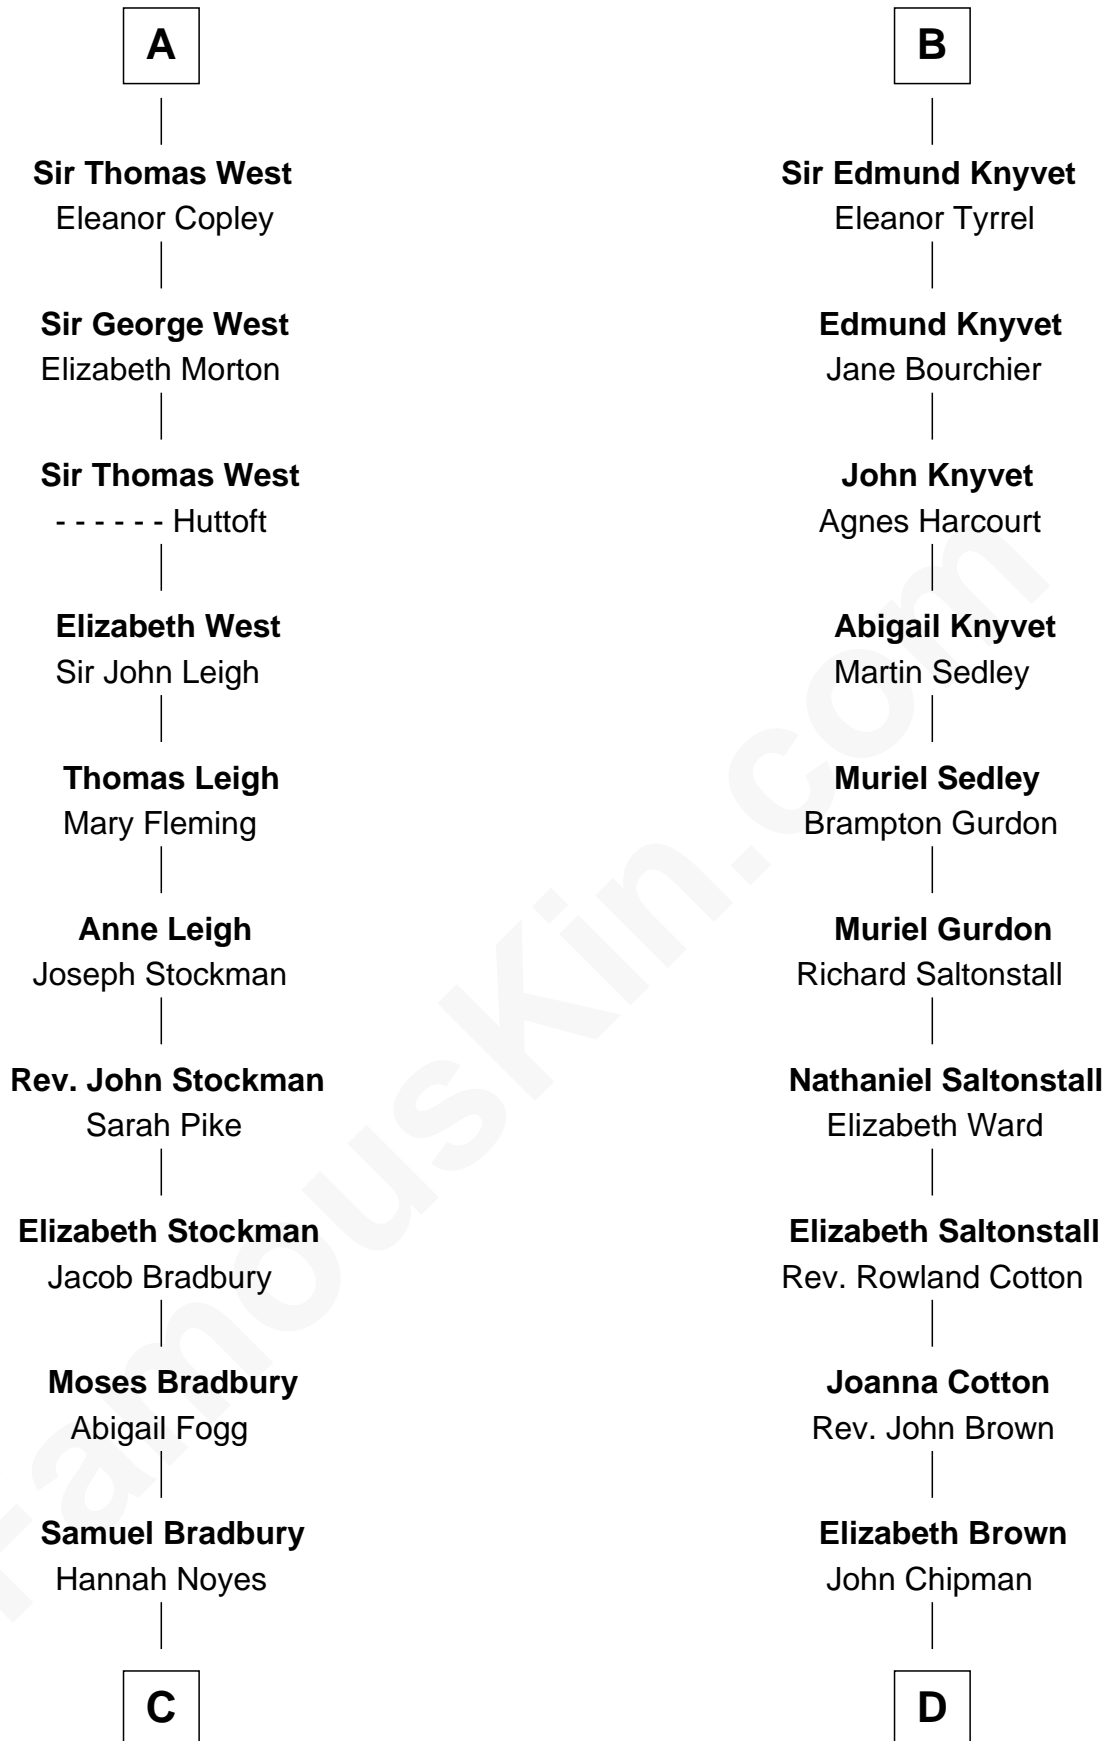 A
Sir Thomas West
Eleanor Copley
Sir George West
Elizabeth Morton
Sir Thomas West
- - - - - - Huttoft
Elizabeth West
Sir John Leigh
Thomas Leigh
Mary Fleming
Anne Leigh
Joseph Stockman
Rev. John Stockman
Sarah Pike
Elizabeth Stockman
Jacob Bradbury
Moses Bradbury
Abigail Fogg
Samuel Bradbury
Hannah Noyes
C
B
Sir Edmund Knyvet
Eleanor Tyrrel
Edmund Knyvet
Jane Bourchier
John Knyvet
Agnes Harcourt
Abigail Knyvet
Martin Sedley
Muriel Sedley
Brampton Gurdon
Muriel Gurdon
Richard Saltonstall
Nathaniel Saltonstall
Elizabeth Ward
Elizabeth Saltonstall
Rev. Rowland Cotton
Joanna Cotton
Rev. John Brown
Elizabeth Brown
John Chipman
D
FamousKin.com